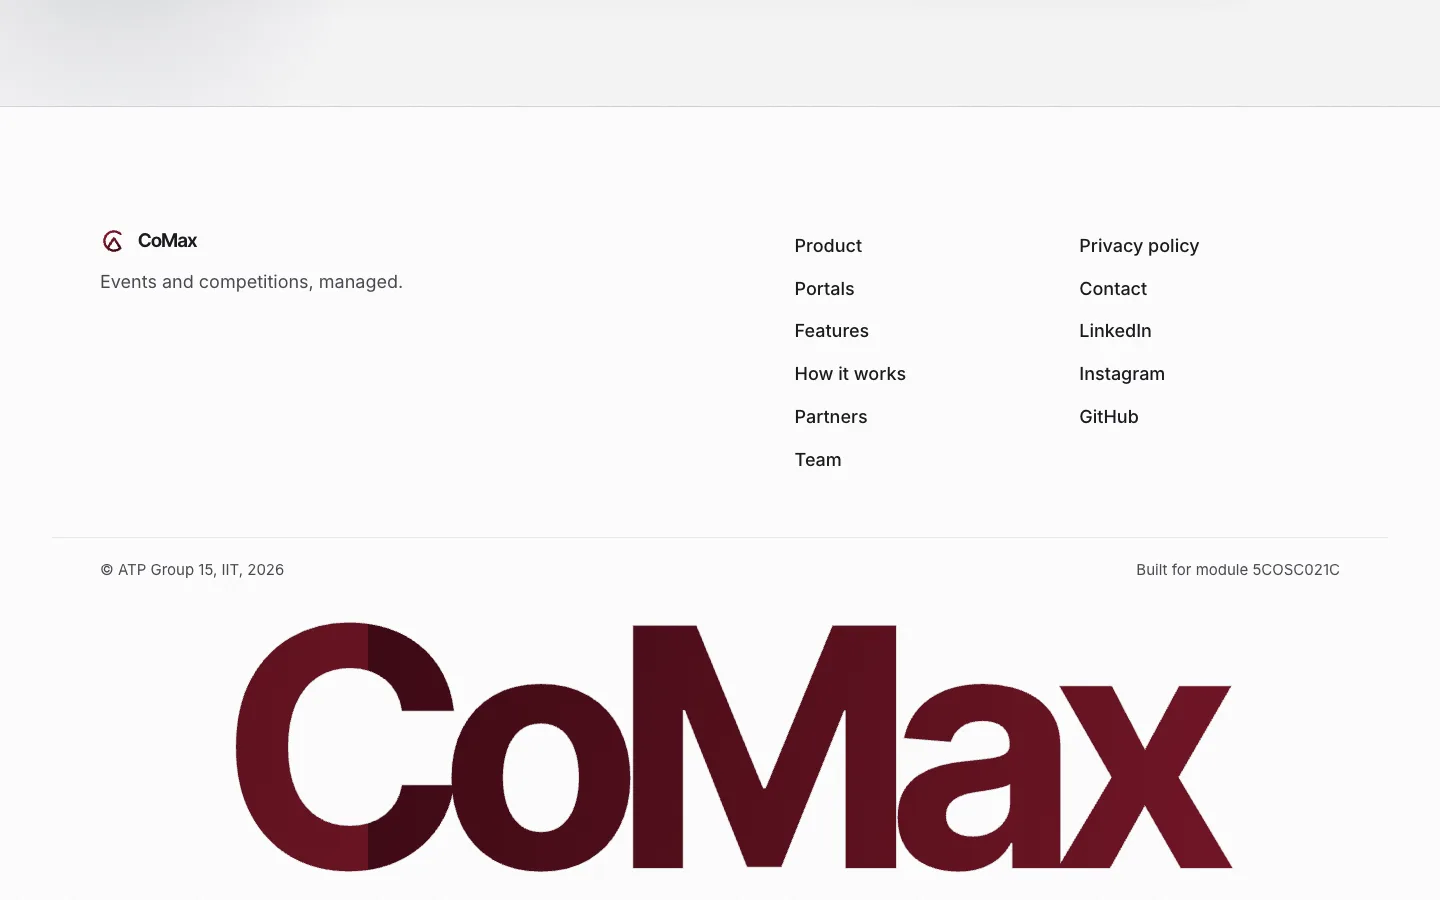 CoMax
Events and competitions, managed.
Product
Portals
Features
How it works
Partners
Team
Privacy policy
Contact
LinkedIn
Instagram
GitHub
© ATP Group 15, IIT, 2026
Built for module 5COSC021C
CoMax